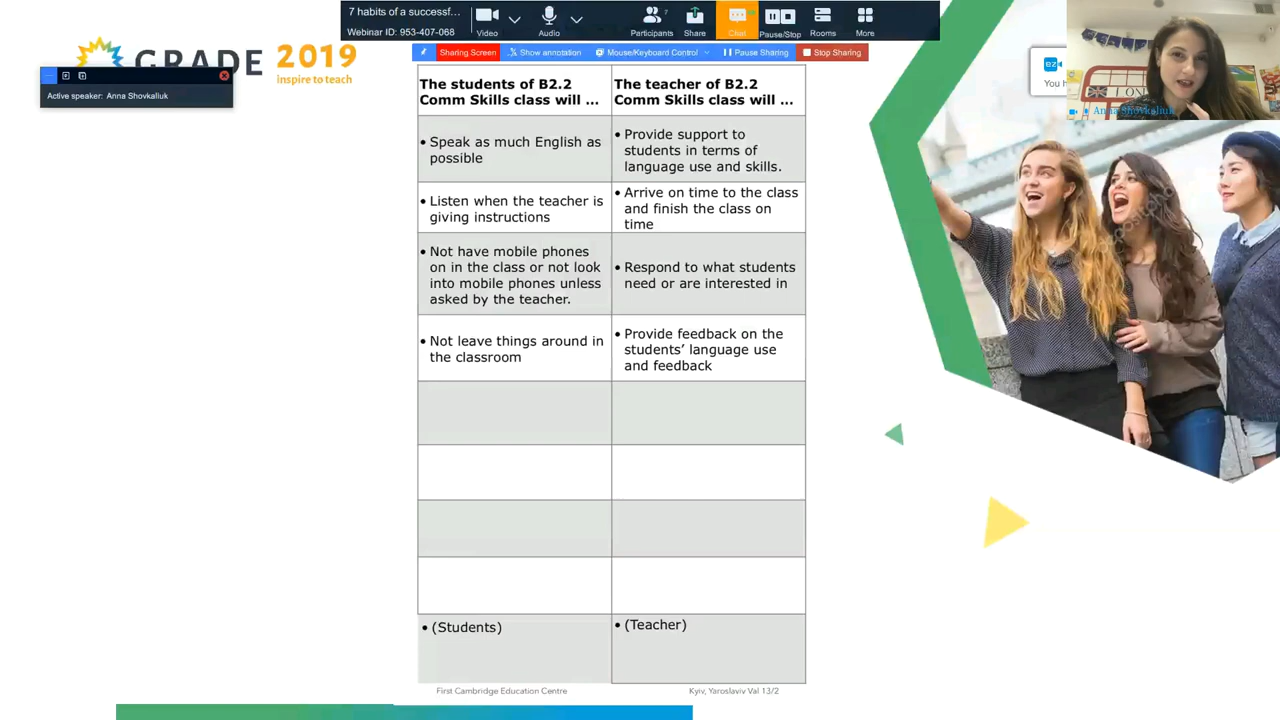 7 habits of a successf...
Webinar ID: 953-407-068
Video
Audio
7
Participants
Share
Chat
Pause/Stop
Rooms
More
Sharing Screen
Show annotation
Mouse/Keyboard Control
Pause Sharing
Stop Sharing
GRADE 2019
inspire to teach
Active speaker: Anna Shovkaliuk
You h
Anna Shovkaliuk
The students of B2.2
Comm Skills class will ...
The teacher of B2.2
Comm Skills class will ...
• Speak as much English as
possible
• Provide support to
students in terms of
language use and skills.
• Listen when the teacher is
giving instructions
• Arrive on time to the class
and finish the class on
time
• Not have mobile phones
on in the class or not look
into mobile phones unless
asked by the teacher.
• Respond to what students
need or are interested in
• Not leave things around in
the classroom
• Provide feedback on the
students’ language use
and feedback
• (Students)
• (Teacher)
First Cambridge Education Centre
Kyiv, Yaroslaviv Val 13/2